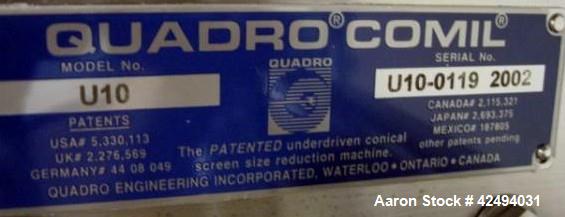 QUADRO® COMIL®
MODEL No.
U10
PATENTS
USA# 5,330,113
UK# 2,276,569
GERMANY# 44 08 049
QUADRO
SERIAL No.
U10-0119 2002
CANADA# 2,115,321
JAPAN# 2,693,375
MEXICO# 187805
other patents pending
The PATENTED underdriven conical
screen size reduction machine.
QUADRO ENGINEERING INCORPORATED, WATERLOO • ONTARIO • CANADA
Aaron Stock # 42494031